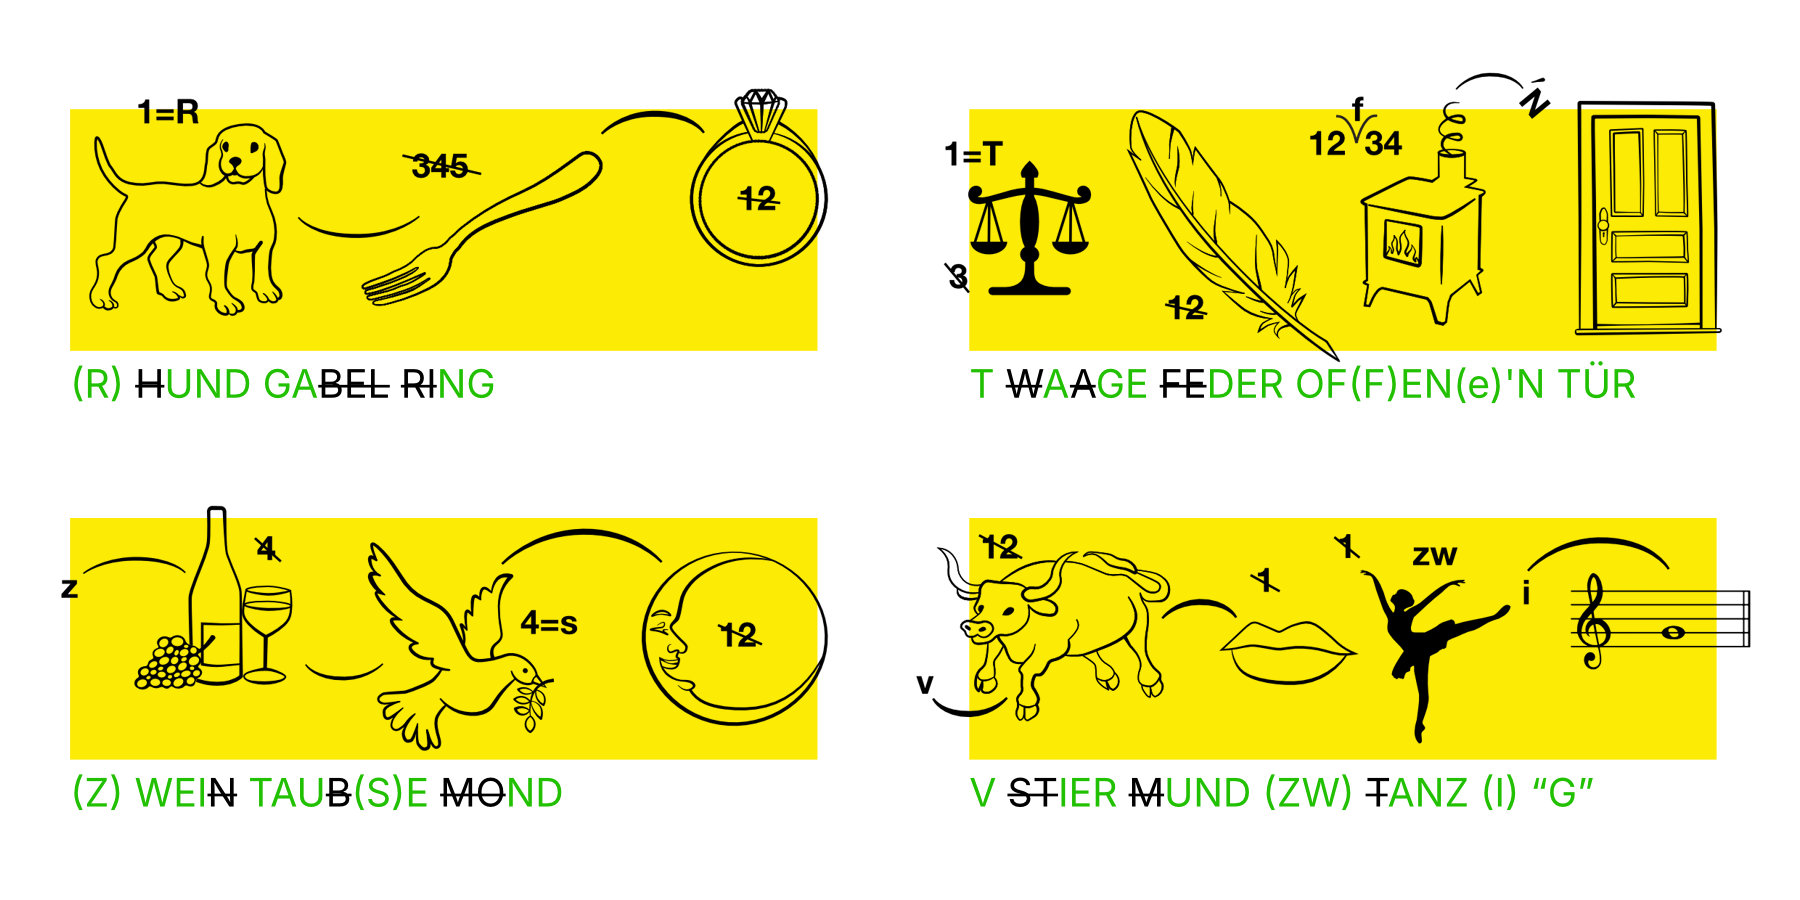 1=R
345
12
(R) HUND GABEL RING
1=T
3
12
f
12 34
'N
T WAAGE FEDER OF(F)EN(e)'N TÜR
z
4
4=s
12
(Z) WEIN TAUB(S)E MOND
v
12
1
1
zw
i
V STIER MUND (ZW) TANZ (I) “G”